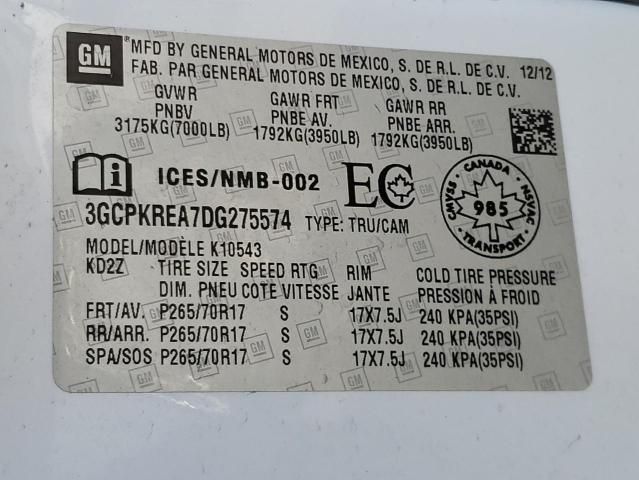 GM ® MFD BY GENERAL MOTORS DE MEXICO, S. DE R.L. DE C.V. 12/12
FAB. PAR GENERAL MOTORS DE MEXICO, S. DE R.L. DE C.V.
GVWR GAWR FRT GAWR RR
PNBV PNBE AV. PNBE ARR.
3175KG(7000LB) 1792KG(3950LB) 1792KG(3950LB)
i ICES/NMB-002 EC CANADA CMVSS NSVAC 985 TRANSPORT
3GCPKREA7DG275574 TYPE: TRU/CAM
MODEL/MODÈLE K10543
KD2Z TIRE SIZE SPEED RTG RIM COLD TIRE PRESSURE
DIM. PNEU COTE VITESSE JANTE PRESSION À FROID
FRT/AV. P265/70R17 S 17X7.5J 240 KPA(35PSI)
RR/ARR. P265/70R17 S 17X7.5J 240 KPA(35PSI)
SPA/SOS P265/70R17 S 17X7.5J 240 KPA(35PSI)